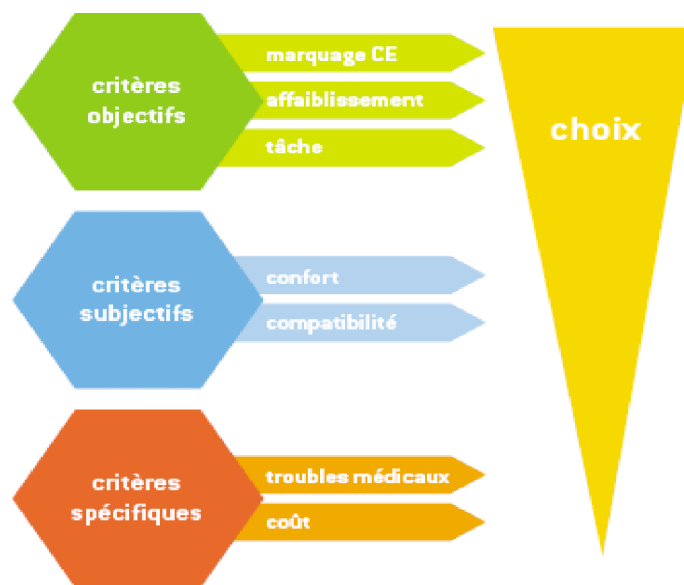 critères
objectifs
marquage CE
affaiblissement
tâche
choix
critères
subjectifs
confort
compatibilité
critères
spécifiques
troubles médicaux
coût